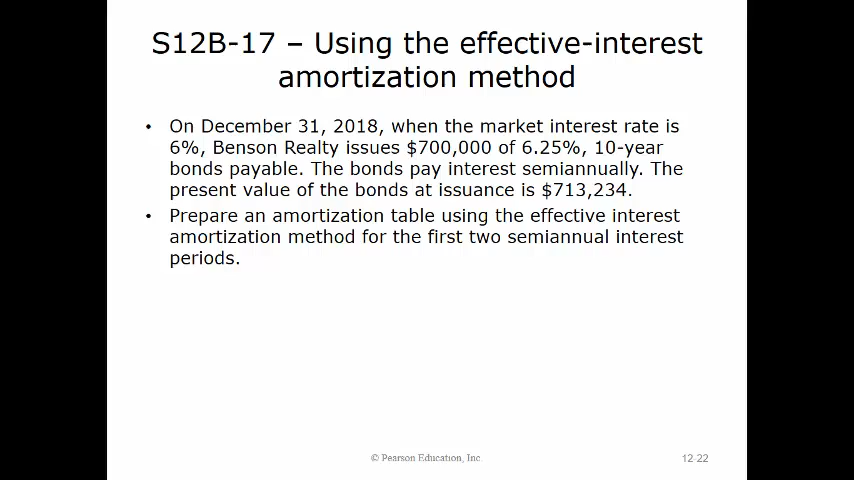 S12B-17 – Using the effective-interest
amortization method
• On December 31, 2018, when the market interest rate is
6%, Benson Realty issues $700,000 of 6.25%, 10-year
bonds payable. The bonds pay interest semiannually. The
present value of the bonds at issuance is $713,234.
• Prepare an amortization table using the effective interest
amortization method for the first two semiannual interest
periods.
© Pearson Education, Inc.
12-22